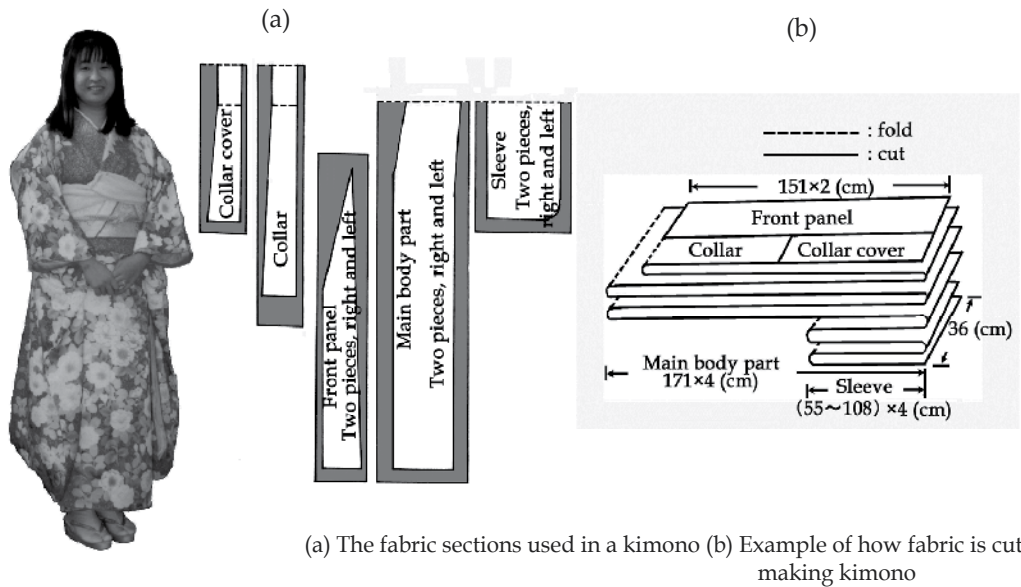 (a)
(b)
Collar cover
Collar
Front panel
Two pieces, right and left
Main body part
Two pieces, right and left
Sleeve
Two pieces,
right and left
: fold
: cut
151×2 (cm)
Front panel
Collar
Collar cover
36 (cm)
Main body part
171×4 (cm)
Sleeve
(55～108) ×4 (cm)
(a) The fabric sections used in a kimono (b) Example of how fabric is cut
making kimono